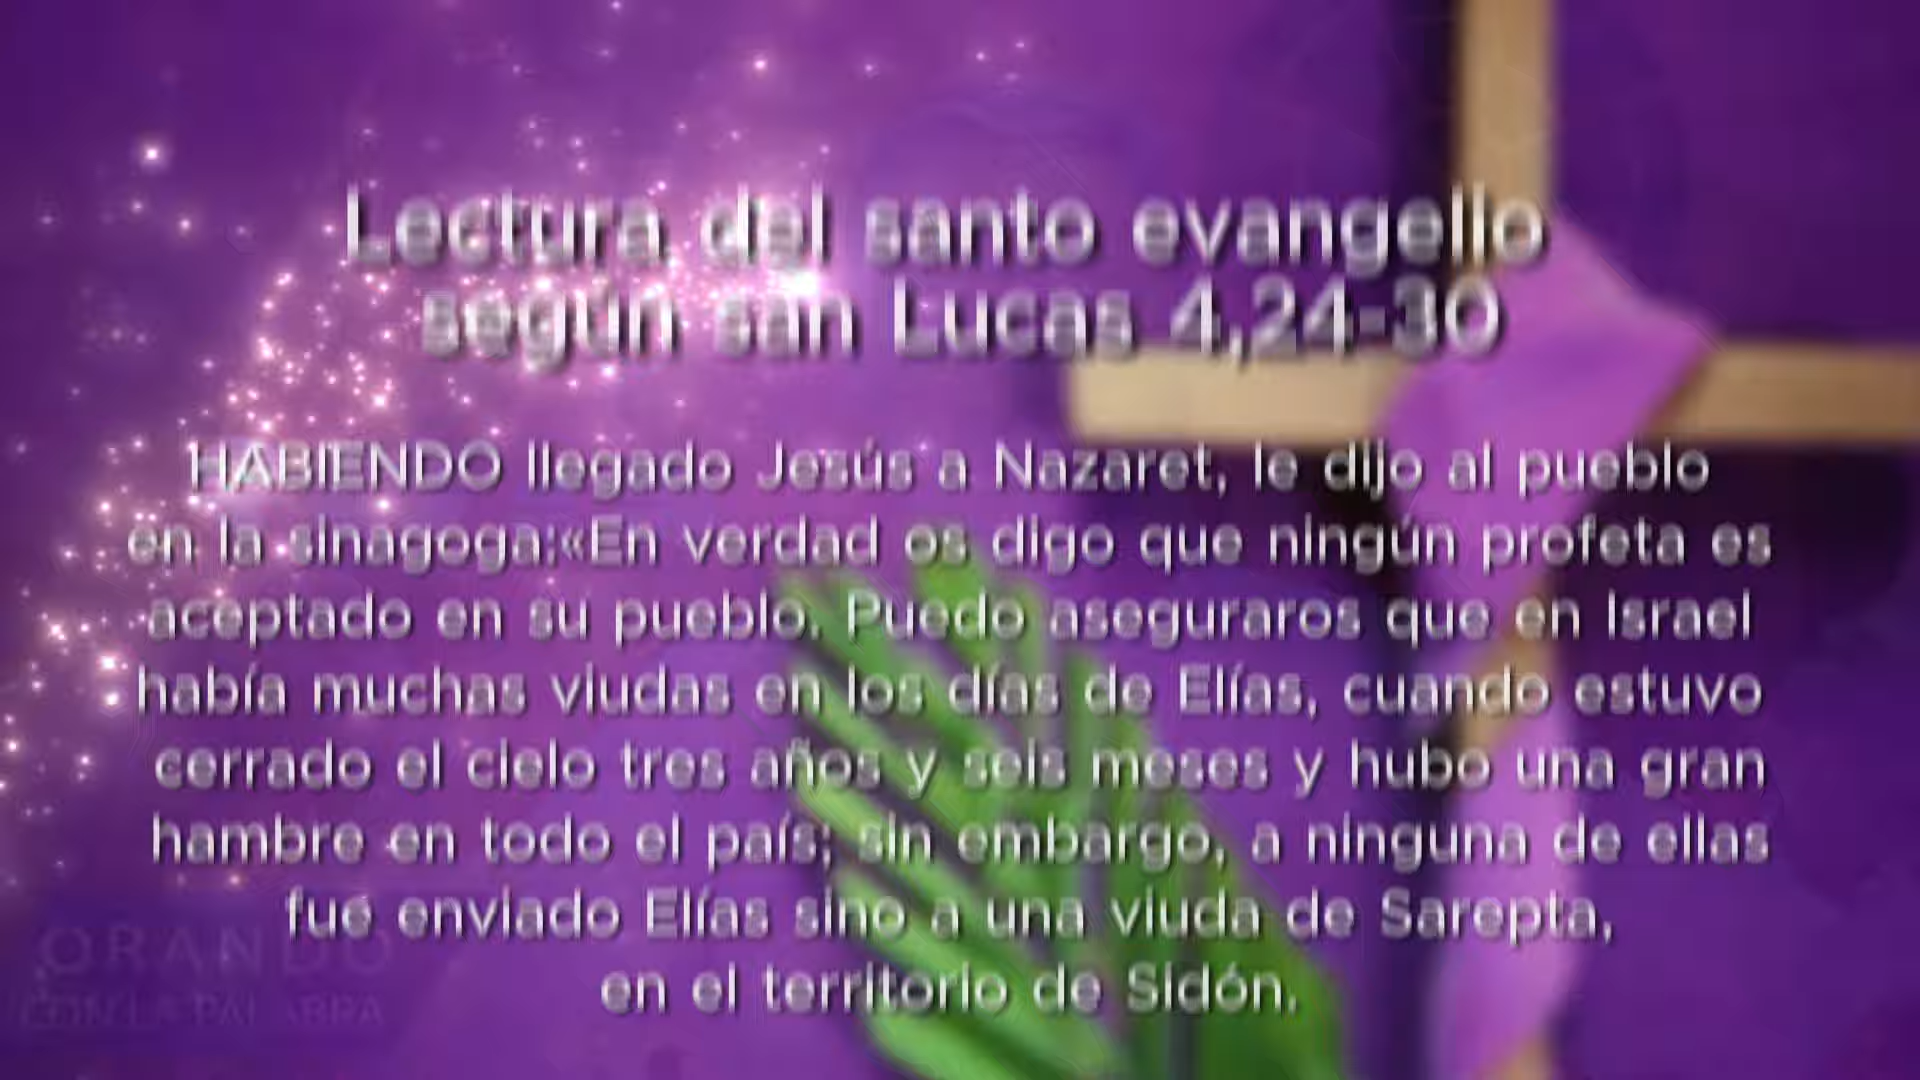 Lectura del santo evangelio
según san Lucas 4,24-30
HABIENDO llegado Jesús a Nazaret, le dijo al pueblo
en la sinagoga:«En verdad os digo que ningún profeta es
aceptado en su pueblo. Puedo aseguraros que en Israel
había muchas viudas en los días de Elías, cuando estuvo
cerrado el cielo tres años y seis meses y hubo una gran
hambre en todo el país; sin embargo, a ninguna de ellas
fue enviado Elías sino a una viuda de Sarepta,
en el territorio de Sidón.
ORANDO
CON LA PALABRA